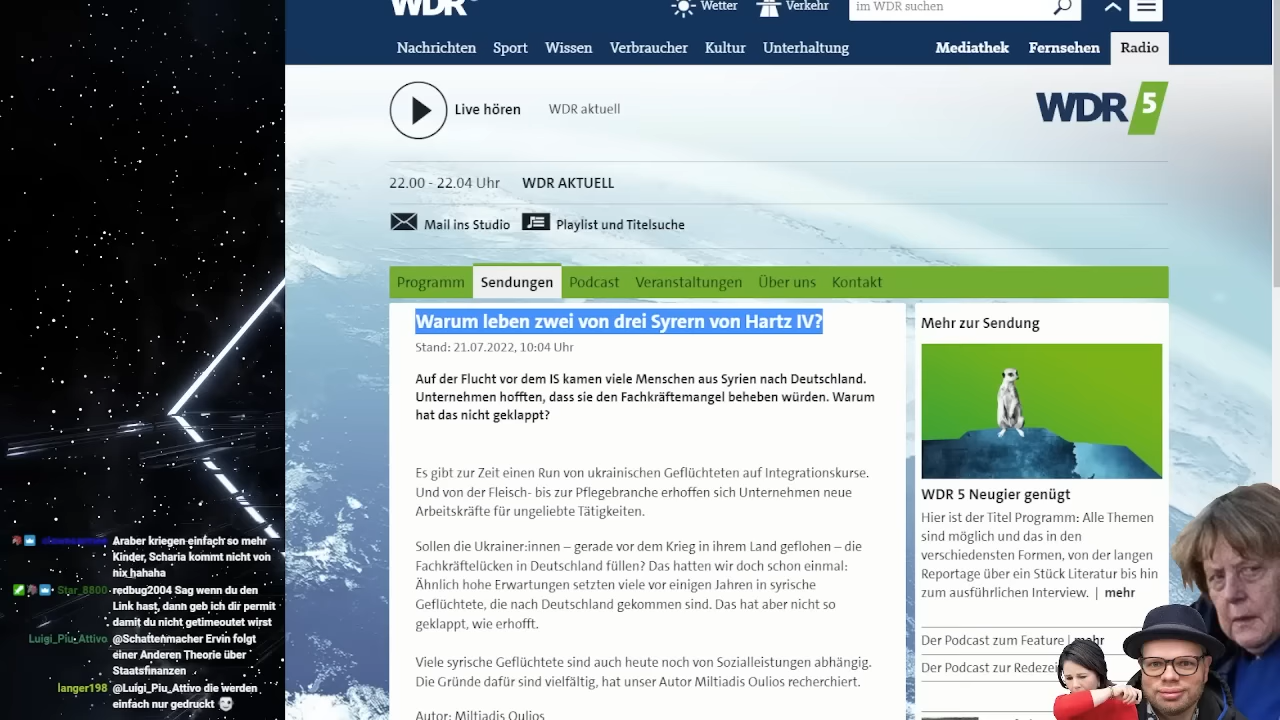 WDR
Wetter
Verkehr
im WDR suchen
Nachrichten Sport Wissen Verbraucher Kultur Unterhaltung
Mediathek Fernsehen Radio
Live hören WDR aktuell
WDR 5
22.00 - 22.04 Uhr WDR AKTUELL
Mail ins Studio Playlist und Titelsuche
Programm Sendungen Podcast Veranstaltungen Über uns Kontakt
Warum leben zwei von drei Syrern von Hartz IV?
Stand: 21.07.2022, 10:04 Uhr
Auf der Flucht vor dem IS kamen viele Menschen aus Syrien nach Deutschland.
Unternehmen hofften, dass sie den Fachkräftemangel beheben würden. Warum
hat das nicht geklappt?
Es gibt zur Zeit einen Run von ukrainischen Geflüchteten auf Integrationskurse.
Und von der Fleisch- bis zur Pflegebranche erhoffen sich Unternehmen neue
Arbeitskräfte für ungeliebte Tätigkeiten.
Sollen die Ukrainer:innen – gerade vor dem Krieg in ihrem Land geflohen – die
Fachkräftelücken in Deutschland füllen? Das hatten wir doch schon einmal:
Ähnlich hohe Erwartungen setzten viele vor einigen Jahren in syrische
Geflüchtete, die nach Deutschland gekommen sind. Das hat aber nicht so
geklappt, wie erhofft.
Viele syrische Geflüchtete sind auch heute noch von Sozialleistungen abhängig.
Die Gründe dafür sind vielfältig, hat unser Autor Miltiadis Oulios recherchiert.
Autor: Miltiadis Oulios
Mehr zur Sendung
WDR 5 Neugier genügt
Hier ist der Titel Programm: Alle Themen
sind möglich und das in den
verschiedensten Formen, von der langen
Reportage über ein Stück Literatur bis hin
zum ausführlichen Interview. | mehr
Der Podcast zum Feature | mehr
Der Podcast zur Redezei
Araber kriegen einfach so mehr
Kinder, Scharia kommt nicht von
nix hahaha
Star_8800 redbug2004 Sag wenn du den
Link hast, dann geb ich dir permit
damit du nicht getimeoutet wirst
Luigi_Piu_Attivo @Schattenmacher Ervin folgt
einer Anderen Theorie über
Staatsfinanzen
langer198 @Luigi_Piu_Attivo die werden
einfach nur gedruckt